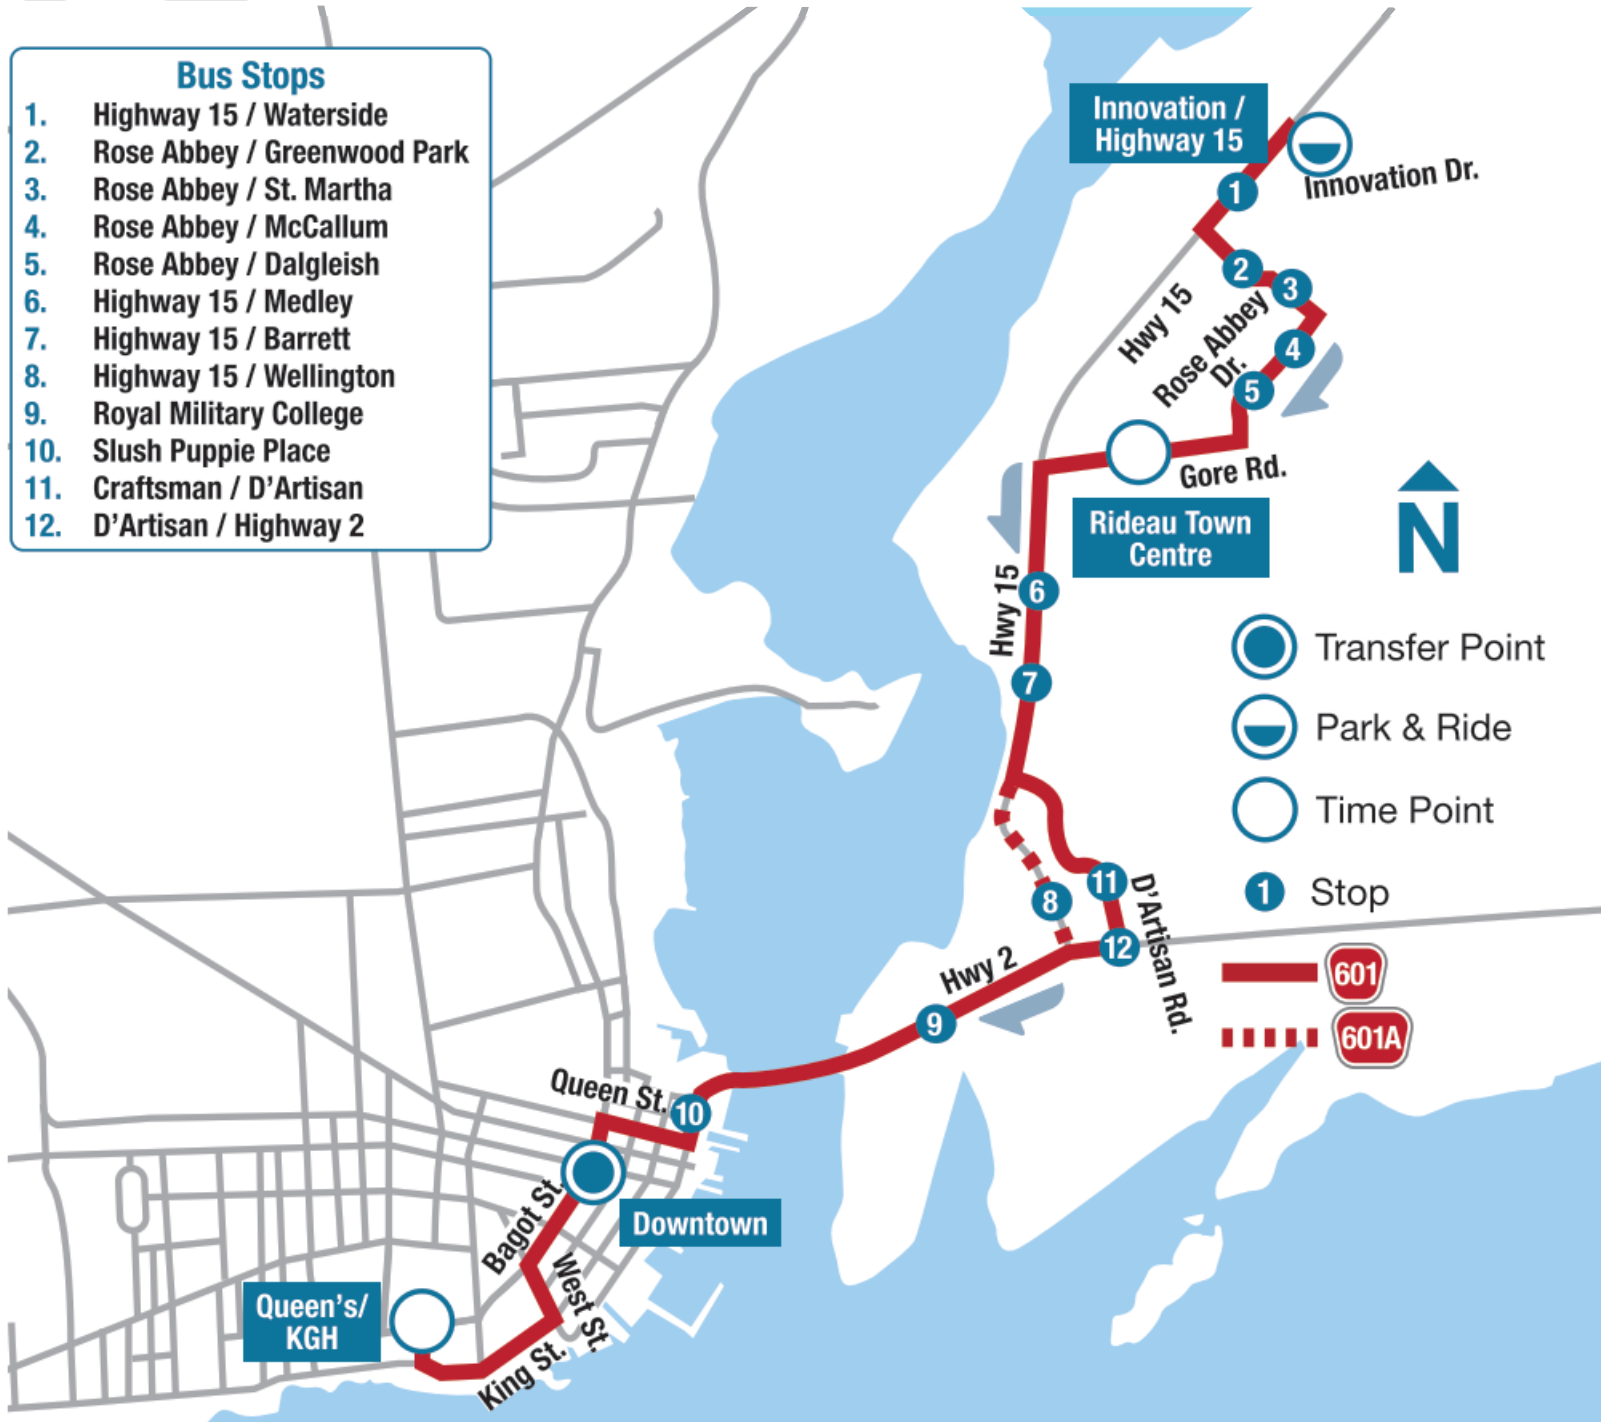 Bus Stops
1. Highway 15 / Waterside
2. Rose Abbey / Greenwood Park
3. Rose Abbey / St. Martha
4. Rose Abbey / McCallum
5. Rose Abbey / Dalgleish
6. Highway 15 / Medley
7. Highway 15 / Barrett
8. Highway 15 / Wellington
9. Royal Military College
10. Slush Puppie Place
11. Craftsman / D'Artisan
12. D'Artisan / Highway 2
Innovation /
Highway 15
Innovation Dr.
1
2
3
Hwy 15
Rose Abbey
Dr.
4
5
Gore Rd.
Rideau Town
Centre
N
Hwy 15
6
7
Transfer Point
Park & Ride
Time Point
1 Stop
601
601A
8
11
D'Artisan Rd.
12
Hwy 2
9
Queen St.
10
Downtown
Bagot St.
West St.
Queen's/
KGH
King St.